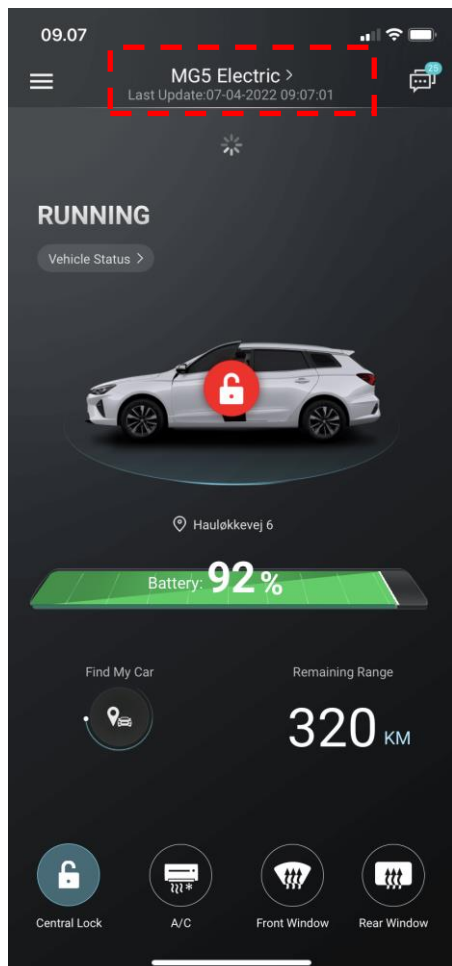 09.07
MG5 Electric >
Last Update:07-04-2022 09:07:01
25
RUNNING
Vehicle Status >
Hauløkkevej 6
Battery: 92 %
Find My Car
Remaining Range
320 KM
Central Lock
A/C
Front Window
Rear Window